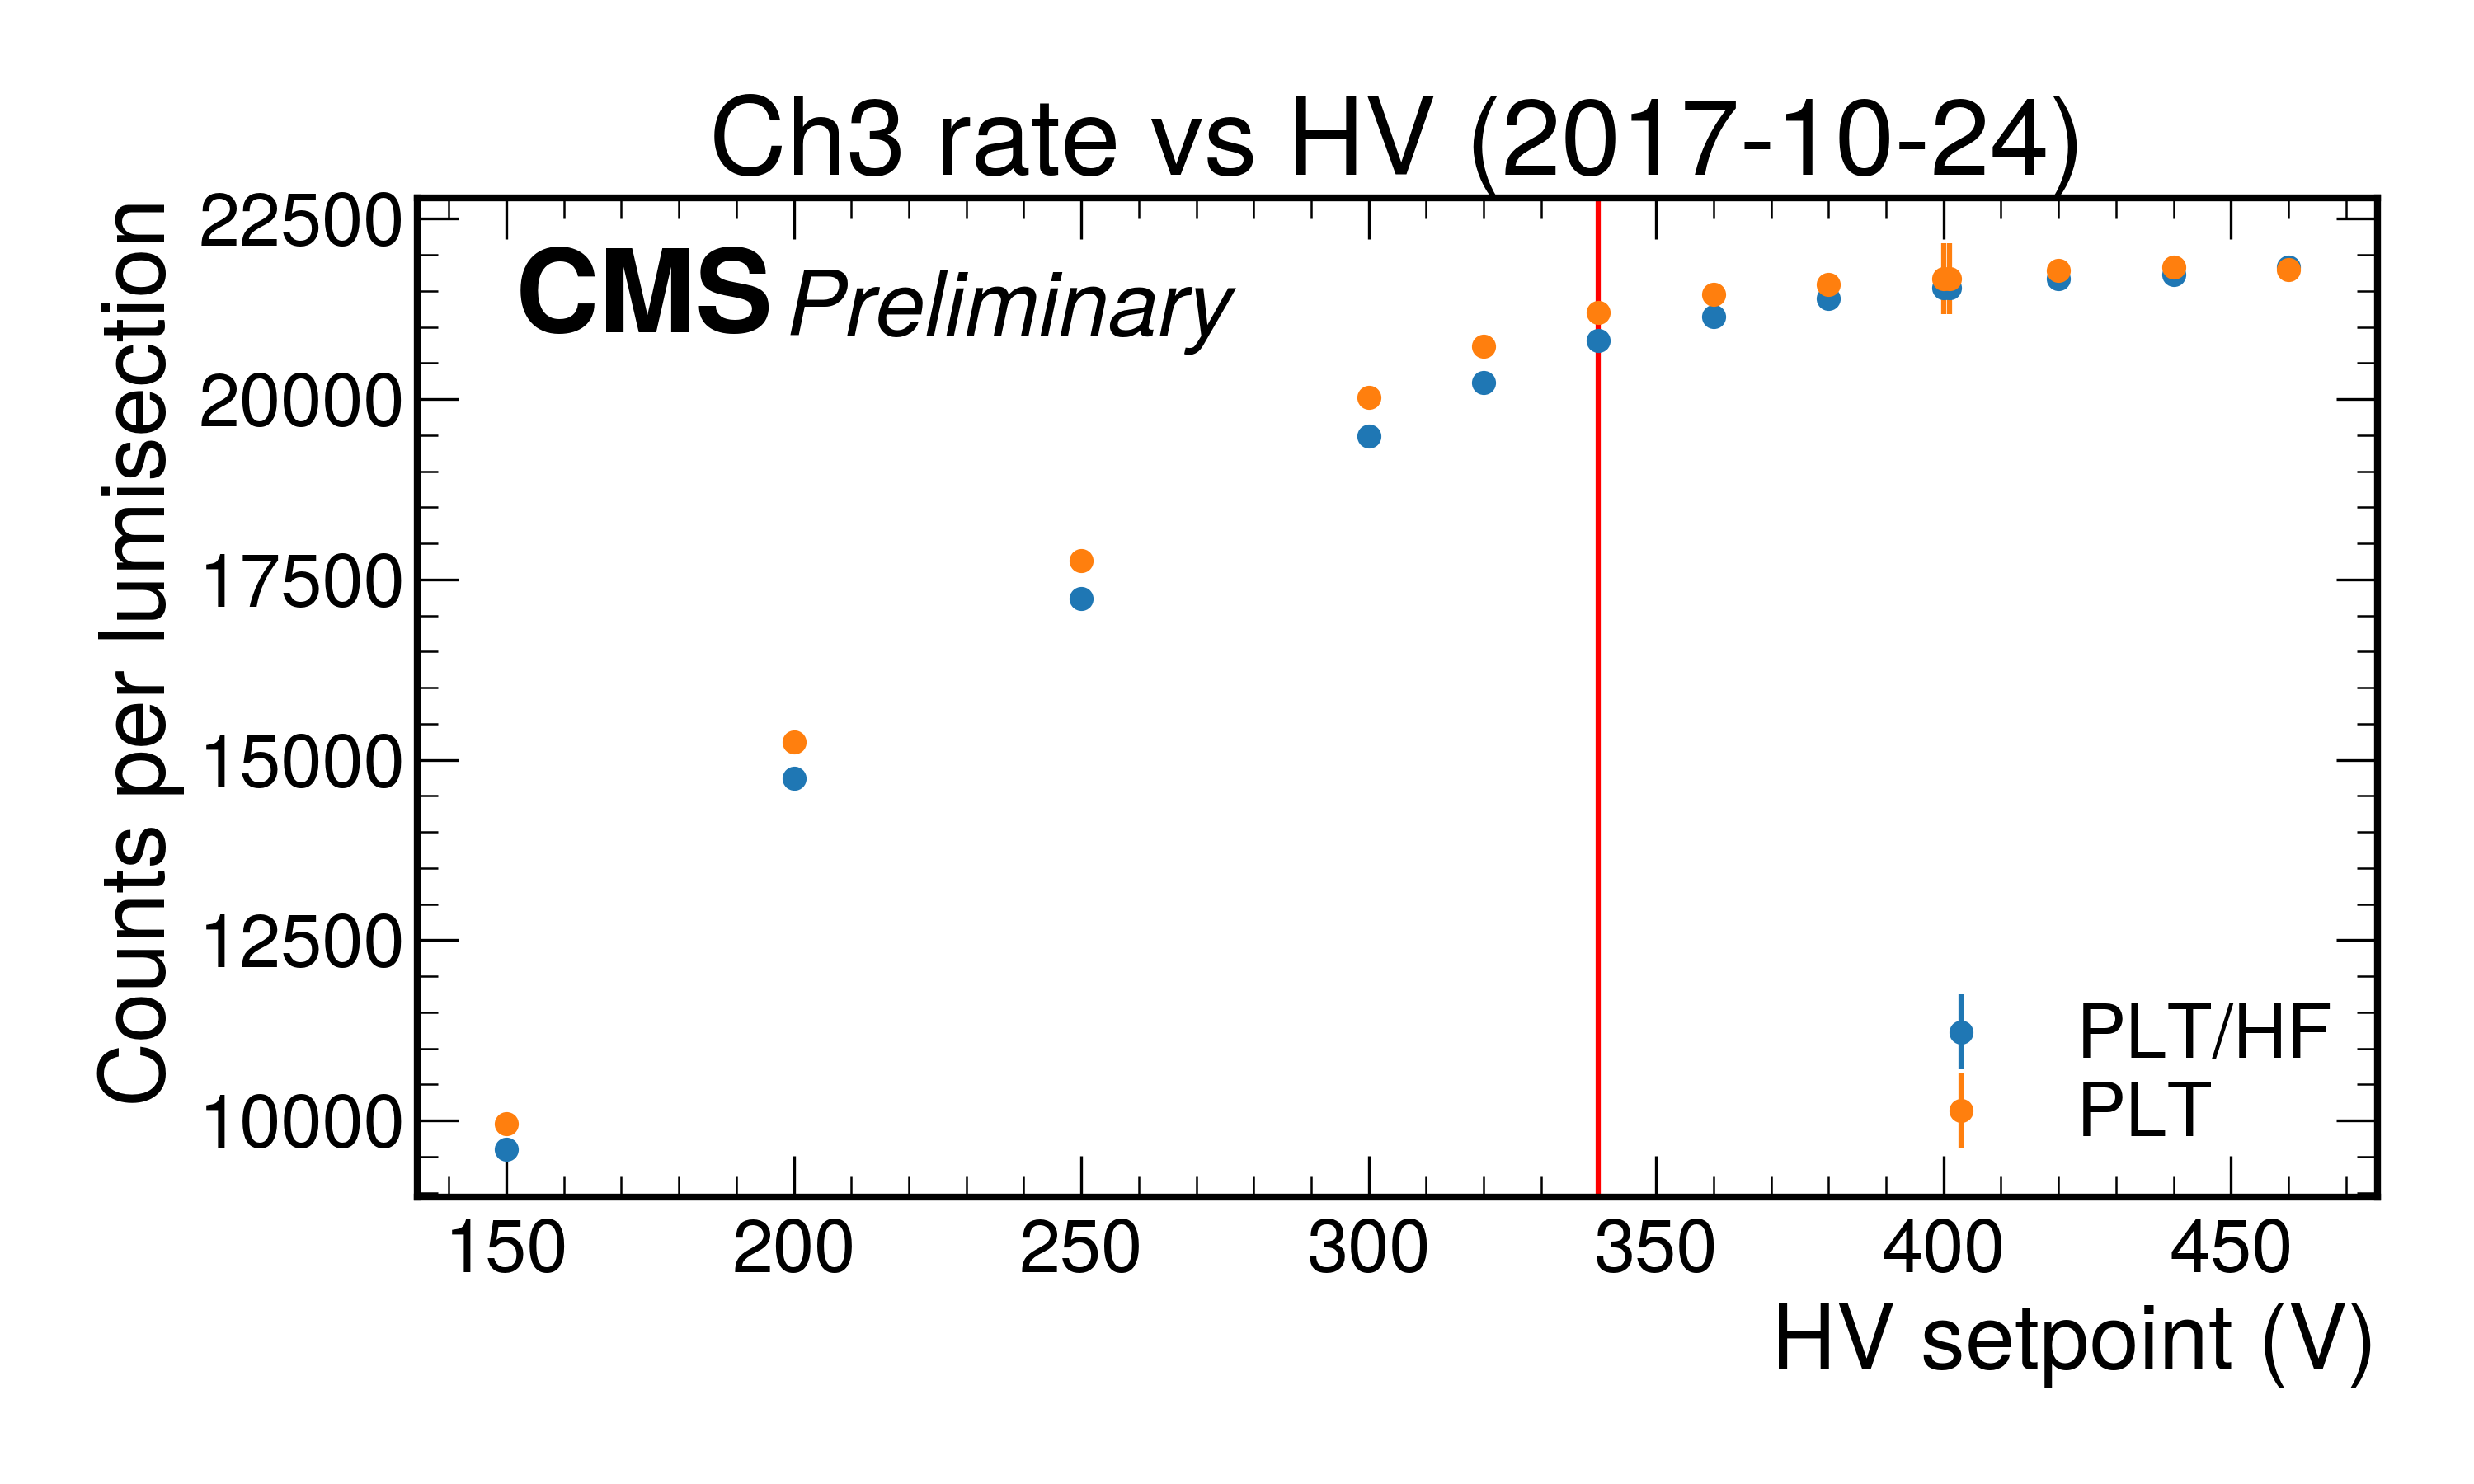 Ch3 rate vs HV (2017-10-24)
CMS Preliminary
Counts per lumisection
22500
20000
17500
15000
12500
10000
PLT/HF
PLT
150 200 250 300 350 400 450
HV setpoint (V)